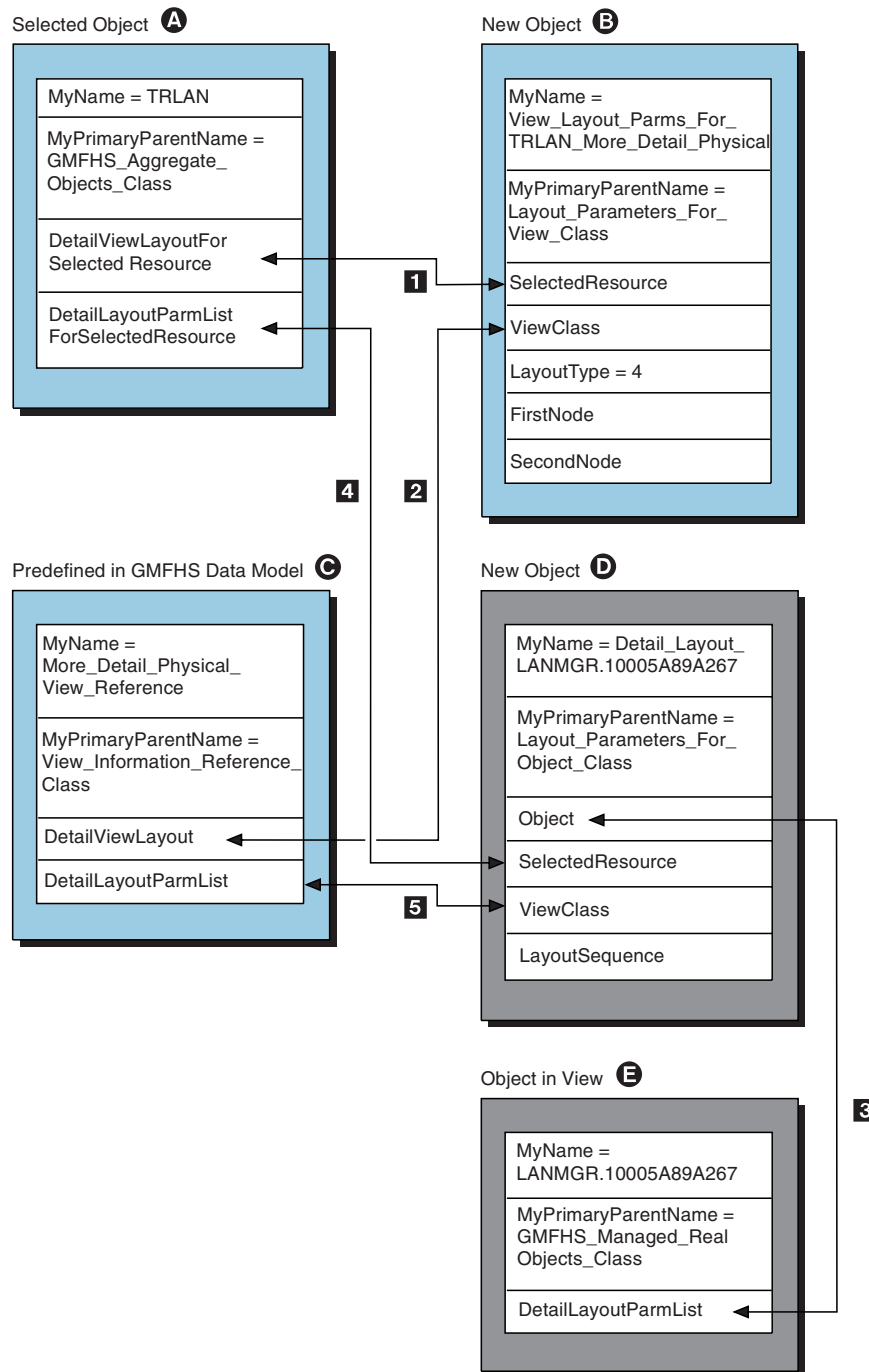 Selected Object A
MyName = TRLAN
MyPrimaryParentName =
GMFHS_Aggregate_
Objects_Class
DetailViewLayoutFor
Selected Resource
DetailLayoutParmList
ForSelectedResource
New Object B
MyName =
View_Layout_Parms_For_
TRLAN_More_Detail_Physical
MyPrimaryParentName =
Layout_Parameters_For_
View_Class
SelectedResource
ViewClass
LayoutType = 4
FirstNode
SecondNode
1
4
2
Predefined in GMFHS Data Model C
MyName =
More_Detail_Physical_
View_Reference
MyPrimaryParentName =
View_Information_Reference_
Class
DetailViewLayout
DetailLayoutParmList
New Object D
MyName = Detail_Layout_
LANMGR.10005A89A267
MyPrimaryParentName =
Layout_Parameters_For_
Object_Class
Object
SelectedResource
ViewClass
LayoutSequence
5
Object in View E
MyName =
LANMGR.10005A89A267
MyPrimaryParentName =
GMFHS_Managed_Real
Objects_Class
DetailLayoutParmList
3